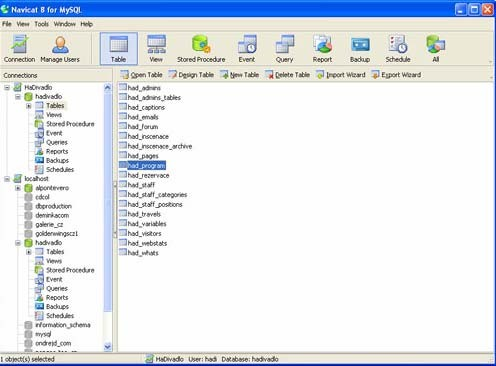 Navicat 8 for MySQL
File View Tools Window Help
Connection Manage Users Table View Stored Procedure Event Query Report Backup Schedule All
Connections
Open Table Design Table New Table Delete Table Import Wizard Export Wizard
MaDivadlo
hadivadlo
Tables
Views
Stored Procedure
Event
Queries
Reports
Backups
Schedules
localhost
alpontevero
cdcol
dbproduction
deminkacom
galerie_cz
goldenwingscz1
hadivadlo
Tables
Views
Stored Procedure
Event
Queries
Reports
Backups
Schedules
information_schema
mysql
ondrejd_com
had_admins
had_admins_tables
had_captions
had_emails
had_forum
had_inscenace
had_inscenace_archive
had_pages
had_program
had_rezervace
had_staff
had_staff_categories
had_staff_positions
had_travels
had_variables
had_visitors
had_webstats
had_whats
1 object(s) selected
MaDivadlo User: hadi Database: hadivadlo